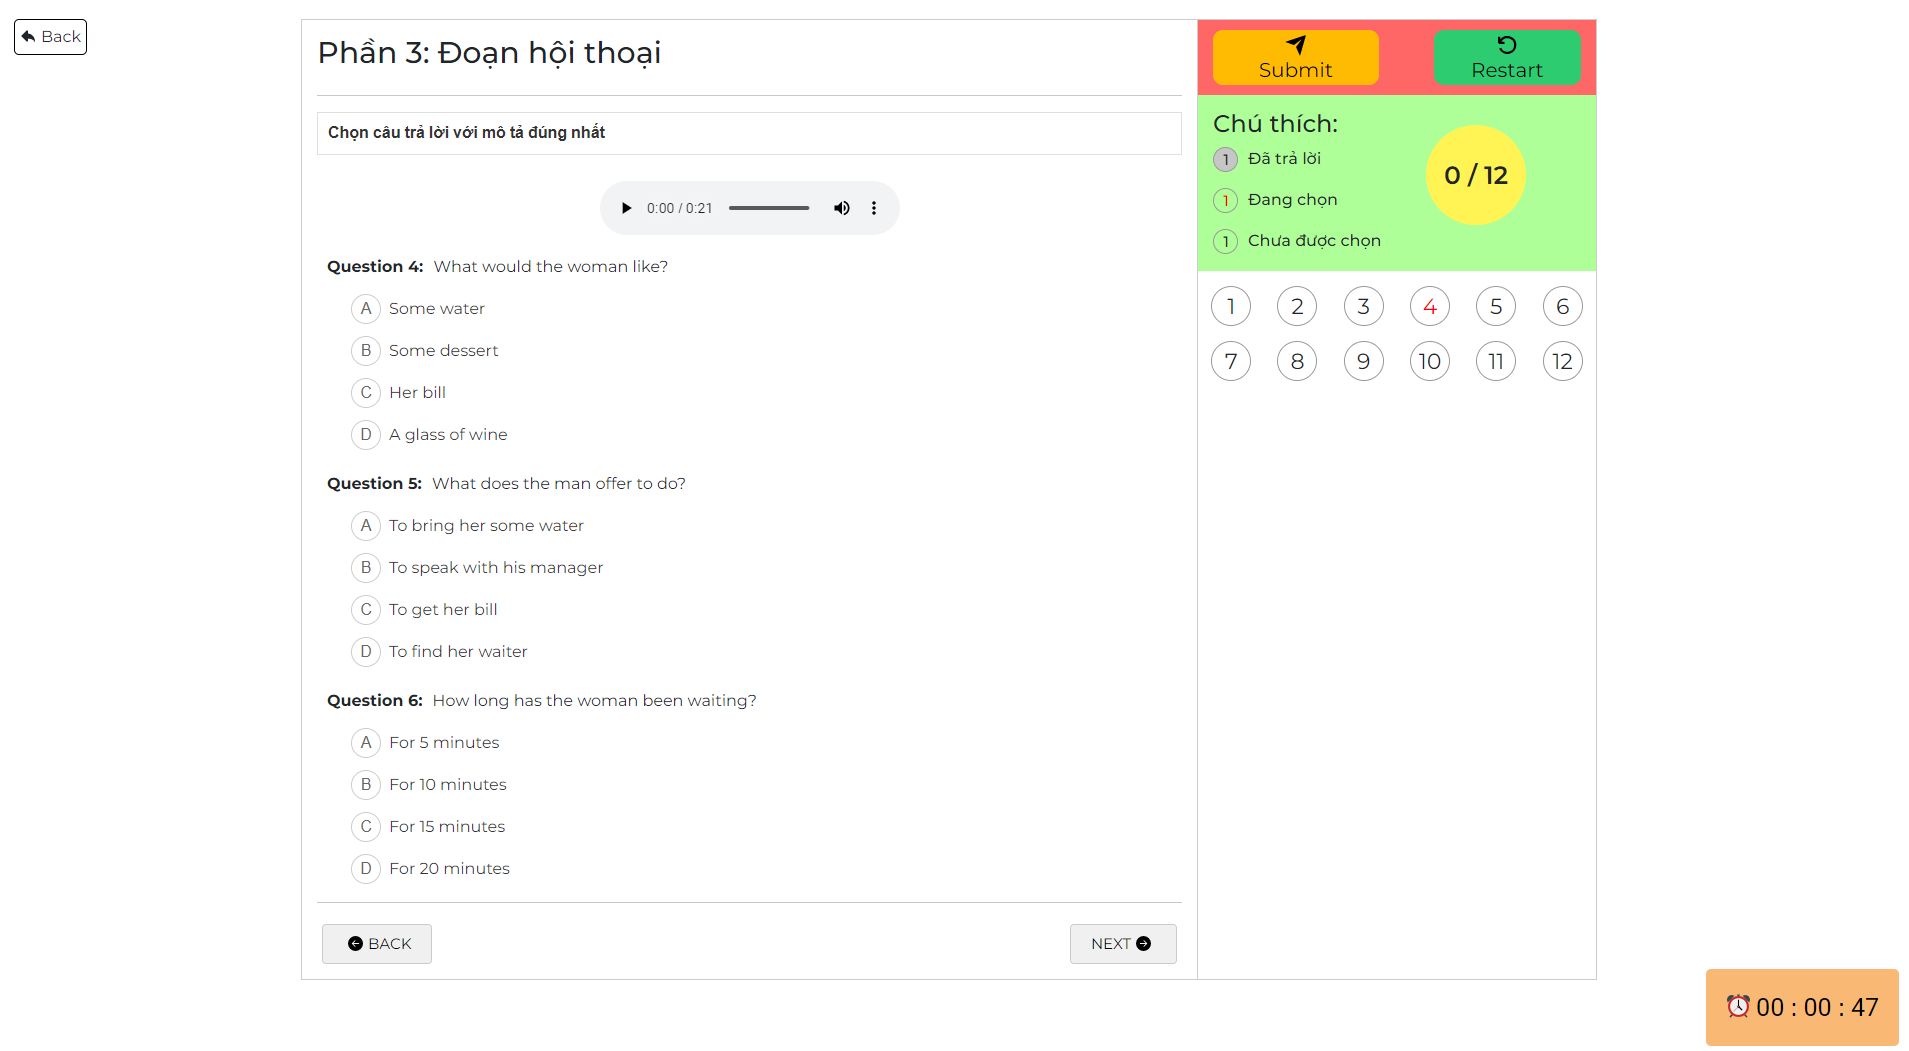 Back
Phần 3: Đoạn hội thoại
Chọn câu trả lời với mô tả đúng nhất
0:00 / 0:21
Question 4: What would the woman like?
A Some water
B Some dessert
C Her bill
D A glass of wine
Question 5: What does the man offer to do?
A To bring her some water
B To speak with his manager
C To get her bill
D To find her waiter
Question 6: How long has the woman been waiting?
A For 5 minutes
B For 10 minutes
C For 15 minutes
D For 20 minutes
BACK
NEXT
Submit
Restart
Chú thích:
1 Đã trả lời
1 Đang chọn
1 Chưa được chọn
0 / 12
1 2 3 4 5 6
7 8 9 10 11 12
00 : 00 : 47